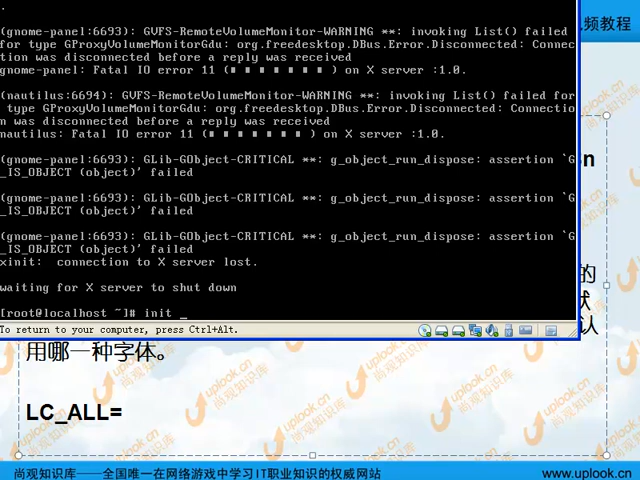 .
(gnome-panel:6693): GVFS-RemoteVolumeMonitor-WARNING **: invoking List() failed
for type GProxyVolumeMonitorGdu: org.freedesktop.DBus.Error.Disconnected: Connec
tion was disconnected before a reply was received
gnome-panel: Fatal IO error 11 (■ ■ ■ ■ ■ ■ ■ ) on X server :1.0.
(nautilus:6694): GVFS-RemoteVolumeMonitor-WARNING **: invoking List() failed for
type GProxyVolumeMonitorGdu: org.freedesktop.DBus.Error.Disconnected: Connectio
n was disconnected before a reply was received
nautilus: Fatal IO error 11 (■ ■ ■ ■ ■ ■ ■ ) on X server :1.0.
(gnome-panel:6693): GLib-GObject-CRITICAL **: g_object_run_dispose: assertion `G
_IS_OBJECT (object)' failed
(gnome-panel:6693): GLib-GObject-CRITICAL **: g_object_run_dispose: assertion `G
_IS_OBJECT (object)' failed
(gnome-panel:6693): GLib-GObject-CRITICAL **: g_object_run_dispose: assertion `G
_IS_OBJECT (object)' failed
xinit:  connection to X server lost.
waiting for X server to shut down
[root@localhost ~]# init _
To return to your computer, press Ctrl+Alt.
频教程
n
的
默
认
用哪一种字体。
LC_ALL=
尚观知识库——全国唯一在网络游戏中学习IT职业知识的权威网站
www.uplook.cn